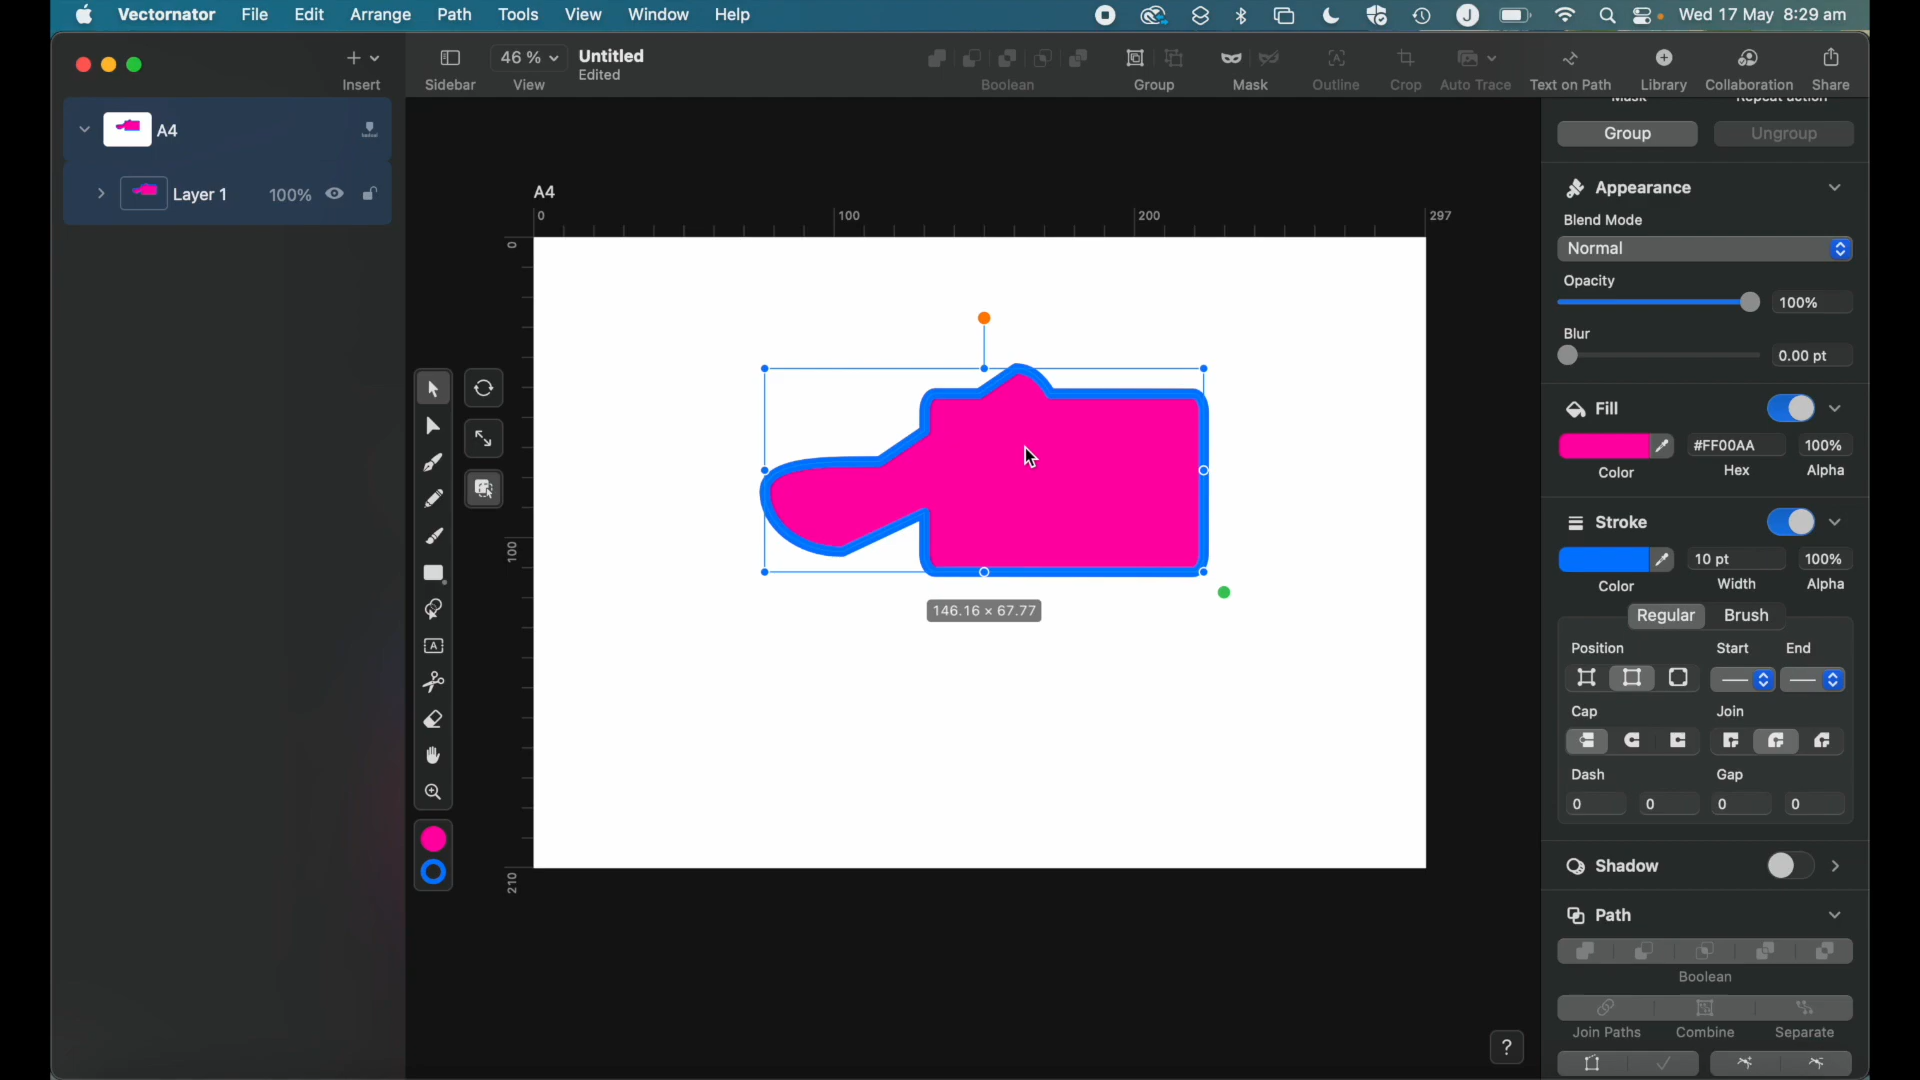 Vectornator File Edit Arrange Path Tools View Window Help
J Wed 17 May 8:29 am
Insert
Sidebar
46 %
View
Untitled
Edited
Boolean
Group
Mask
Outline
Crop
Auto Trace
Text on Path
Library
Collaboration
Share
A4
Layer 1 100%
A4
0 100 200 297
0
100
210
146.16 × 67.77
A
?
Mask Repeat action
Group Ungroup
Appearance
Blend Mode
Normal
Opacity
100%
Blur
0.00 pt
Fill
#FF00AA 100%
Color Hex Alpha
Stroke
10 pt 100%
Color Width Alpha
Regular Brush
Position Start End
Cap Join
Dash Gap
0 0 0 0
Shadow
Path
Boolean
Join Paths Combine Separate